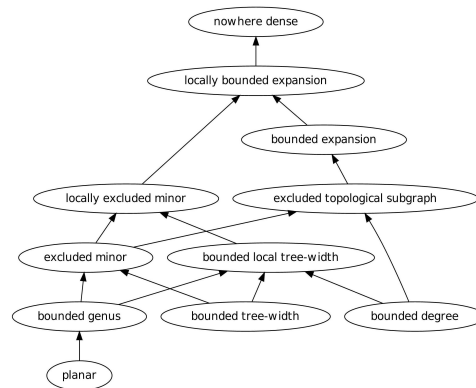 nowhere dense
locally bounded expansion
bounded expansion
locally excluded minor
excluded topological subgraph
excluded minor
bounded local tree-width
bounded genus
bounded tree-width
bounded degree
planar